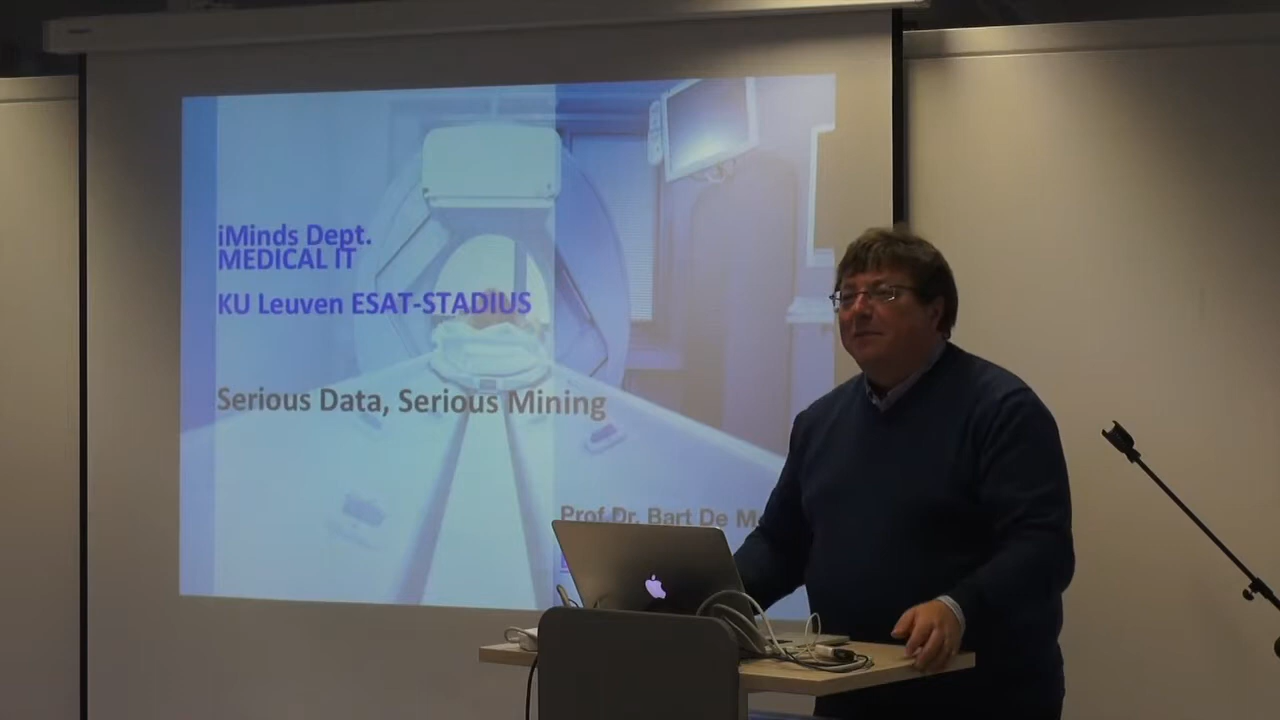 iMinds Dept.
MEDICAL IT
KU Leuven ESAT-STADIUS
Serious Data, Serious Mining
Prof.Dr. Bart De